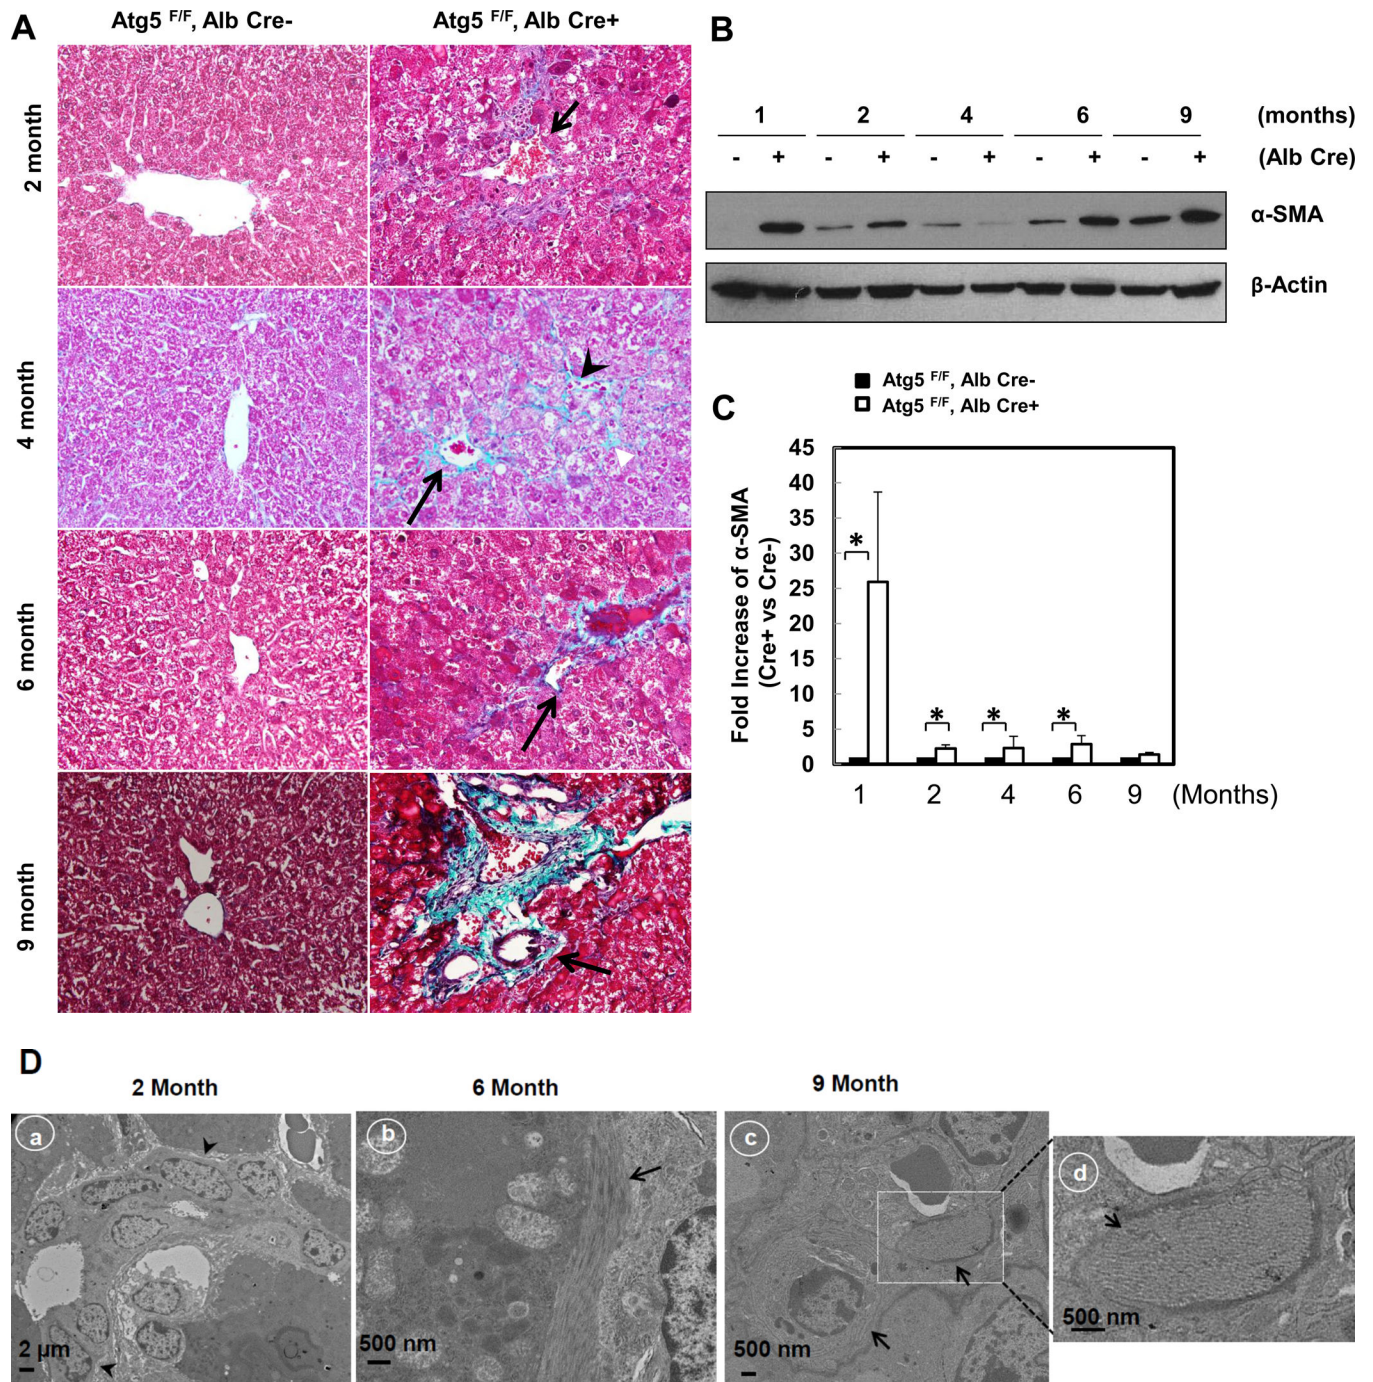 A
Atg5 F/F, Alb Cre-
Atg5 F/F, Alb Cre+
2 month
4 month
6 month
9 month
B
1 2 4 6 9 (months)
- + - + - + - + - + (Alb Cre)
α-SMA
β-Actin
C
Atg5 F/F, Alb Cre-
Atg5 F/F, Alb Cre+
Fold Increase of α-SMA
(Cre+ vs Cre-)
45
40
35
30
25
20
15
10
5
0
*
* * *
1 2 4 6 9 (Months)
D
2 Month 6 Month 9 Month
a
b
c
d
2 µm
500 nm
500 nm
500 nm